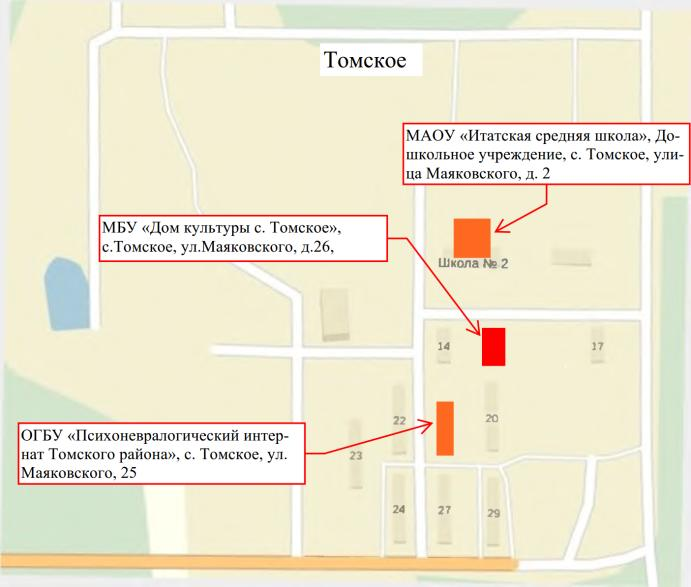 Томское
МАОУ «Итатская средняя школа», До-
школьное учреждение, с. Томское, ули-
ца Маяковского, д. 2
МБУ «Дом культуры с. Томское»,
с.Томское, ул.Маяковского, д.26,
Школа № 2
14
17
22
20
ОГБУ «Психоневралогический интер-
нат Томского района», с. Томское, ул.
Маяковского, 25
23
24
27
29